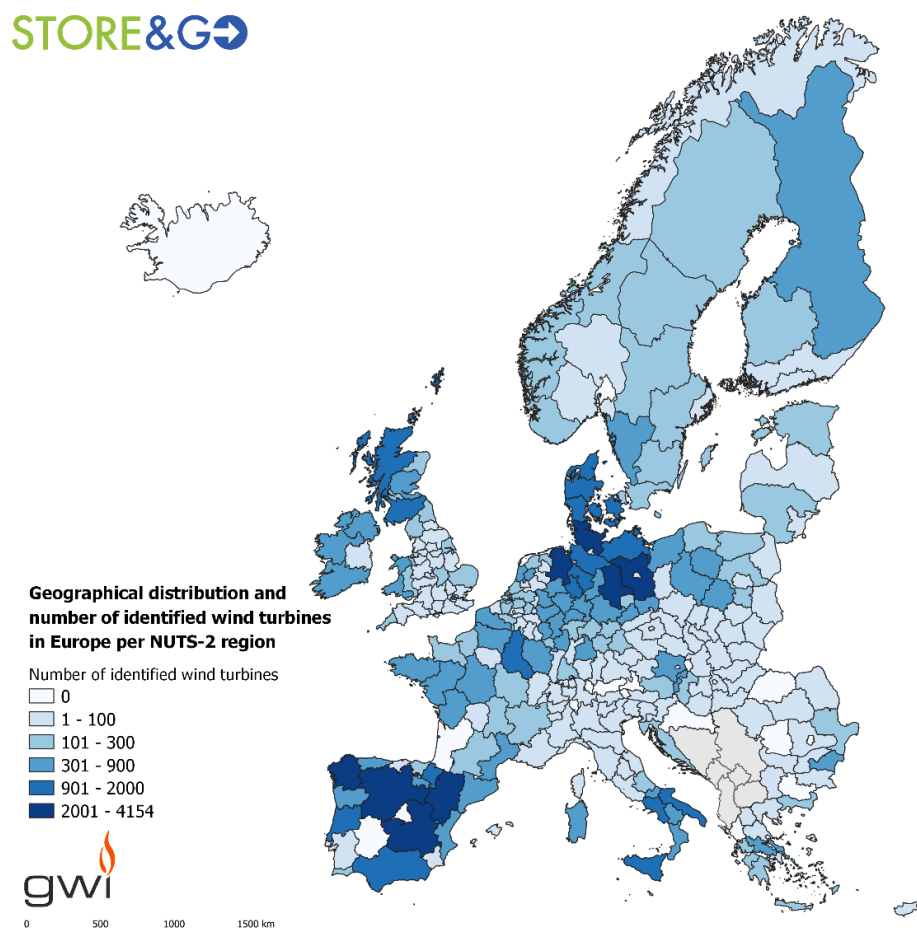 STORE&GO
Geographical distribution and
number of identified wind turbines
in Europe per NUTS-2 region
Number of identified wind turbines
0
1 - 100
101 - 300
301 - 900
901 - 2000
2001 - 4154
gwi
0 500 1000 1500 km